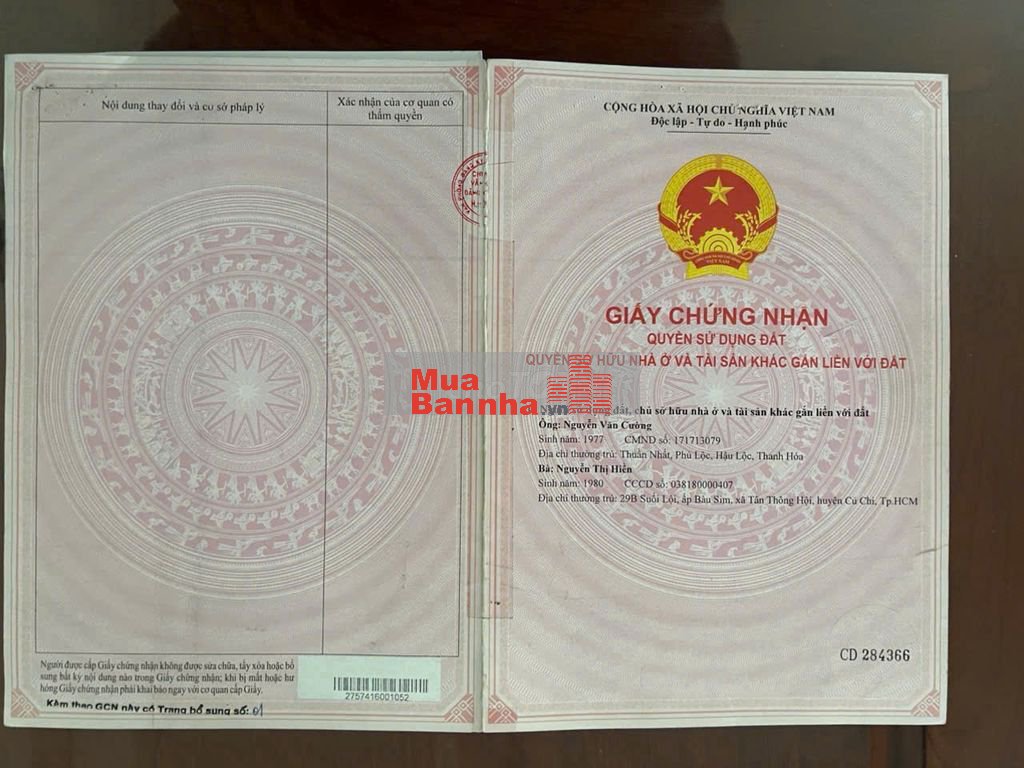 Nội dung thay đổi và cơ sở pháp lý
Xác nhận của cơ quan có
thẩm quyền
Người được cấp Giấy chứng nhận không được sửa chữa, tẩy xóa hoặc bổ
sung bất kỳ nội dung nào trong Giấy chứng nhận; khi bị mất hoặc hư
hỏng Giấy chứng nhận phải khai báo ngay với cơ quan cấp Giấy.
2757416001052
Kèm theo GCN này có Trang bổ sung số: 01
CỘNG HÒA XÃ HỘI CHỦ NGHĨA VIỆT NAM
Độc lập - Tự do - Hạnh phúc
VIỆT NAM
GIẤY CHỨNG NHẬN
QUYỀN SỬ DỤNG ĐẤT
QUYỀN SỞ HỮU NHÀ Ở VÀ TÀI SẢN KHÁC GẮN LIỀN VỚI ĐẤT
Mua
Bannha.vn
dụng đất, chủ sở hữu nhà ở và tài sản khác gắn liền với đất
Ông: Nguyễn Văn Cường
Sinh năm: 1977 CMND số: 171713079
Địa chỉ thường trú: Thuần Nhất, Phú Lộc, Hậu Lộc, Thanh Hóa
Bà: Nguyễn Thị Hiền
Sinh năm: 1980 CCCD số: 038180000407
Địa chỉ thường trú: 29B Suối Lội, ấp Bàu Sim, xã Tân Thông Hội, huyện Củ Chi, Tp.HCM
CD 284366